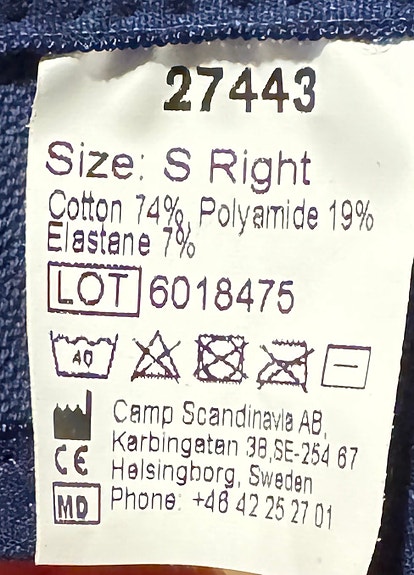 27443
Size: S Right
Cotton 74%, Polyamide 19%
Elastane 7%
LOT 6018475
40
Camp Scandinavia AB,
Karbingatan 38,SE-254 67
CE
Helsingborg, Sweden
MD
Phone: +46 42 25 27 01